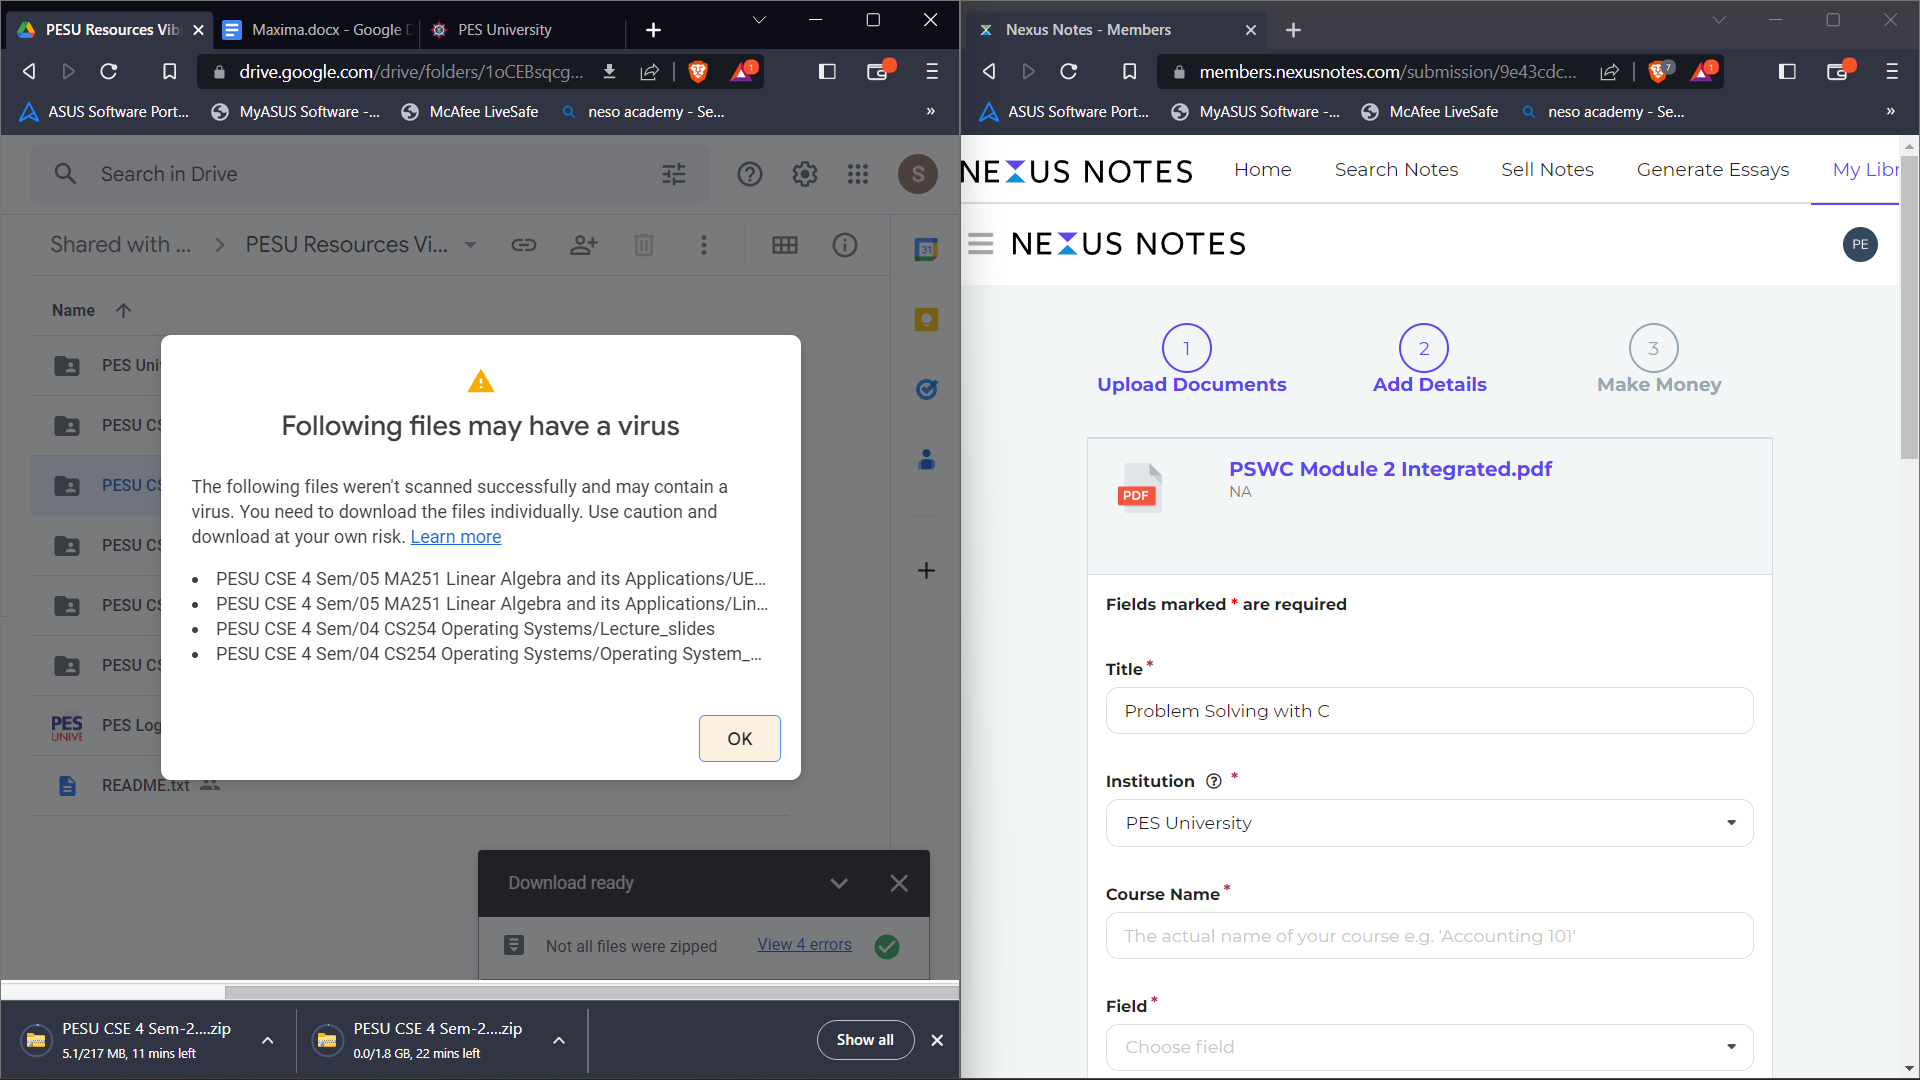 PESU Resources Vib
Maxima.docx - Google D
PES University
drive.google.com/drive/folders/1oCEBsqcg...
1
ASUS Software Port...
MyASUS Software -...
McAfee LiveSafe
neso academy - Se...
»
Search in Drive
S
Shared with ...
PESU Resources Vi...
31
Name
PES Uni
PESU CS
PESU CS
PESU CS
PESU CS
PESU CS
PES
UNIVE
PES Log
README.txt
Following files may have a virus
The following files weren't scanned successfully and may contain a
virus. You need to download the files individually. Use caution and
download at your own risk. Learn more
• PESU CSE 4 Sem/05 MA251 Linear Algebra and its Applications/UE...
• PESU CSE 4 Sem/05 MA251 Linear Algebra and its Applications/Lin...
• PESU CSE 4 Sem/04 CS254 Operating Systems/Lecture_slides
• PESU CSE 4 Sem/04 CS254 Operating Systems/Operating System_...
OK
Download ready
Not all files were zipped
View 4 errors
PESU CSE 4 Sem-2....zip
5.1/217 MB, 11 mins left
PESU CSE 4 Sem-2....zip
0.0/1.8 GB, 22 mins left
Show all
Nexus Notes - Members
members.nexusnotes.com/submission/9e43cdc...
7
1
ASUS Software Port...
MyASUS Software -...
McAfee LiveSafe
neso academy - Se...
»
NEXUS NOTES
Home
Search Notes
Sell Notes
Generate Essays
My Libr
NEXUS NOTES
PE
1
Upload Documents
2
Add Details
3
Make Money
PDF
PSWC Module 2 Integrated.pdf
NA
Fields marked * are required
Title *
Problem Solving with C
Institution ? *
PES University
Course Name *
The actual name of your course e.g. 'Accounting 101'
Field *
Choose field